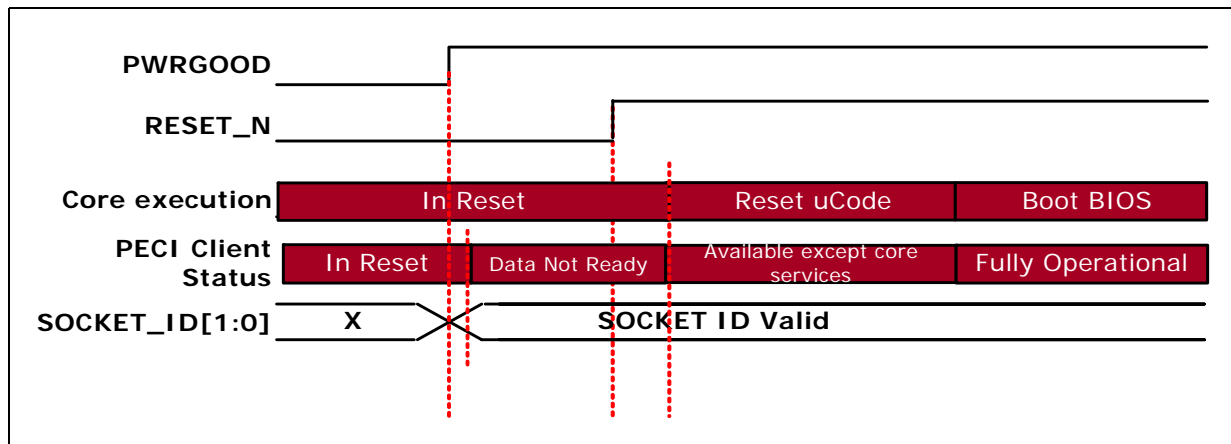 PWRGOOD
RESET_N
Core execution
In Reset
Reset uCode
Boot BIOS
PECI Client
Status
In Reset
Data Not Ready
Available except core
services
Fully Operational
SOCKET_ID[1:0]
X
SOCKET ID Valid